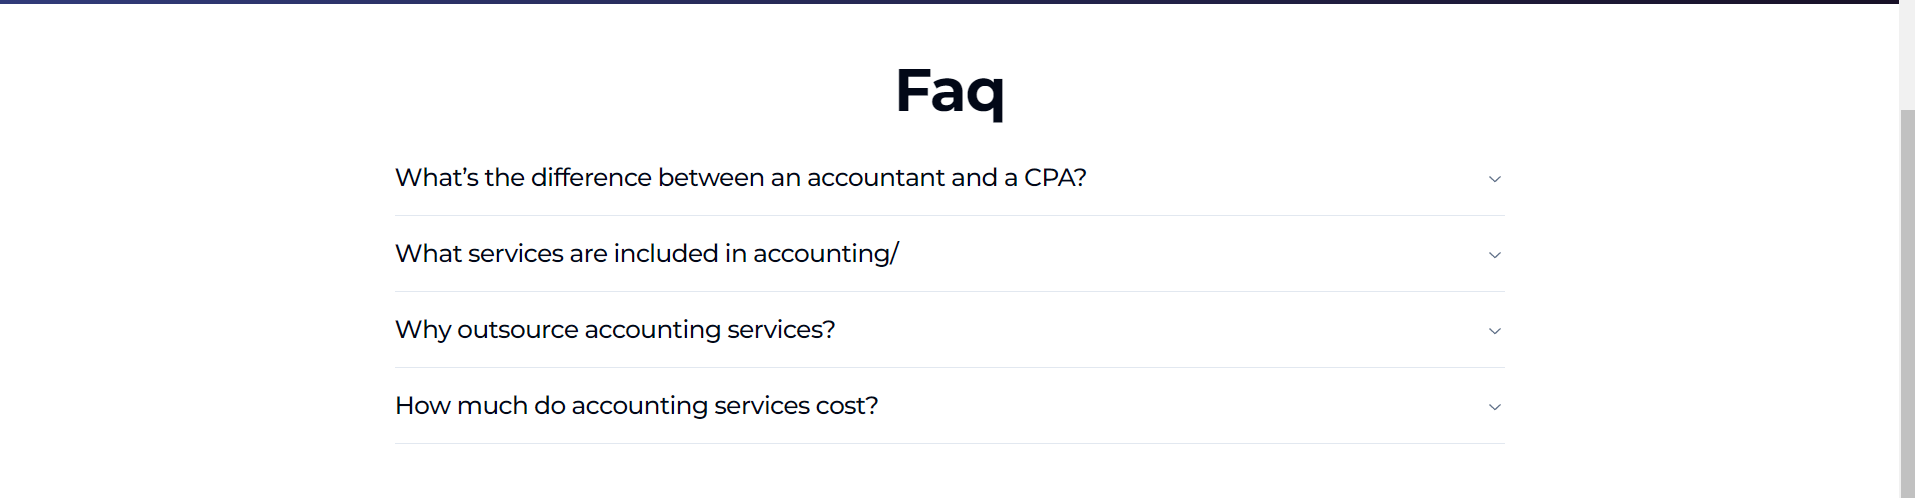 Faq
What’s the difference between an accountant and a CPA?
What services are included in accounting/
Why outsource accounting services?
How much do accounting services cost?